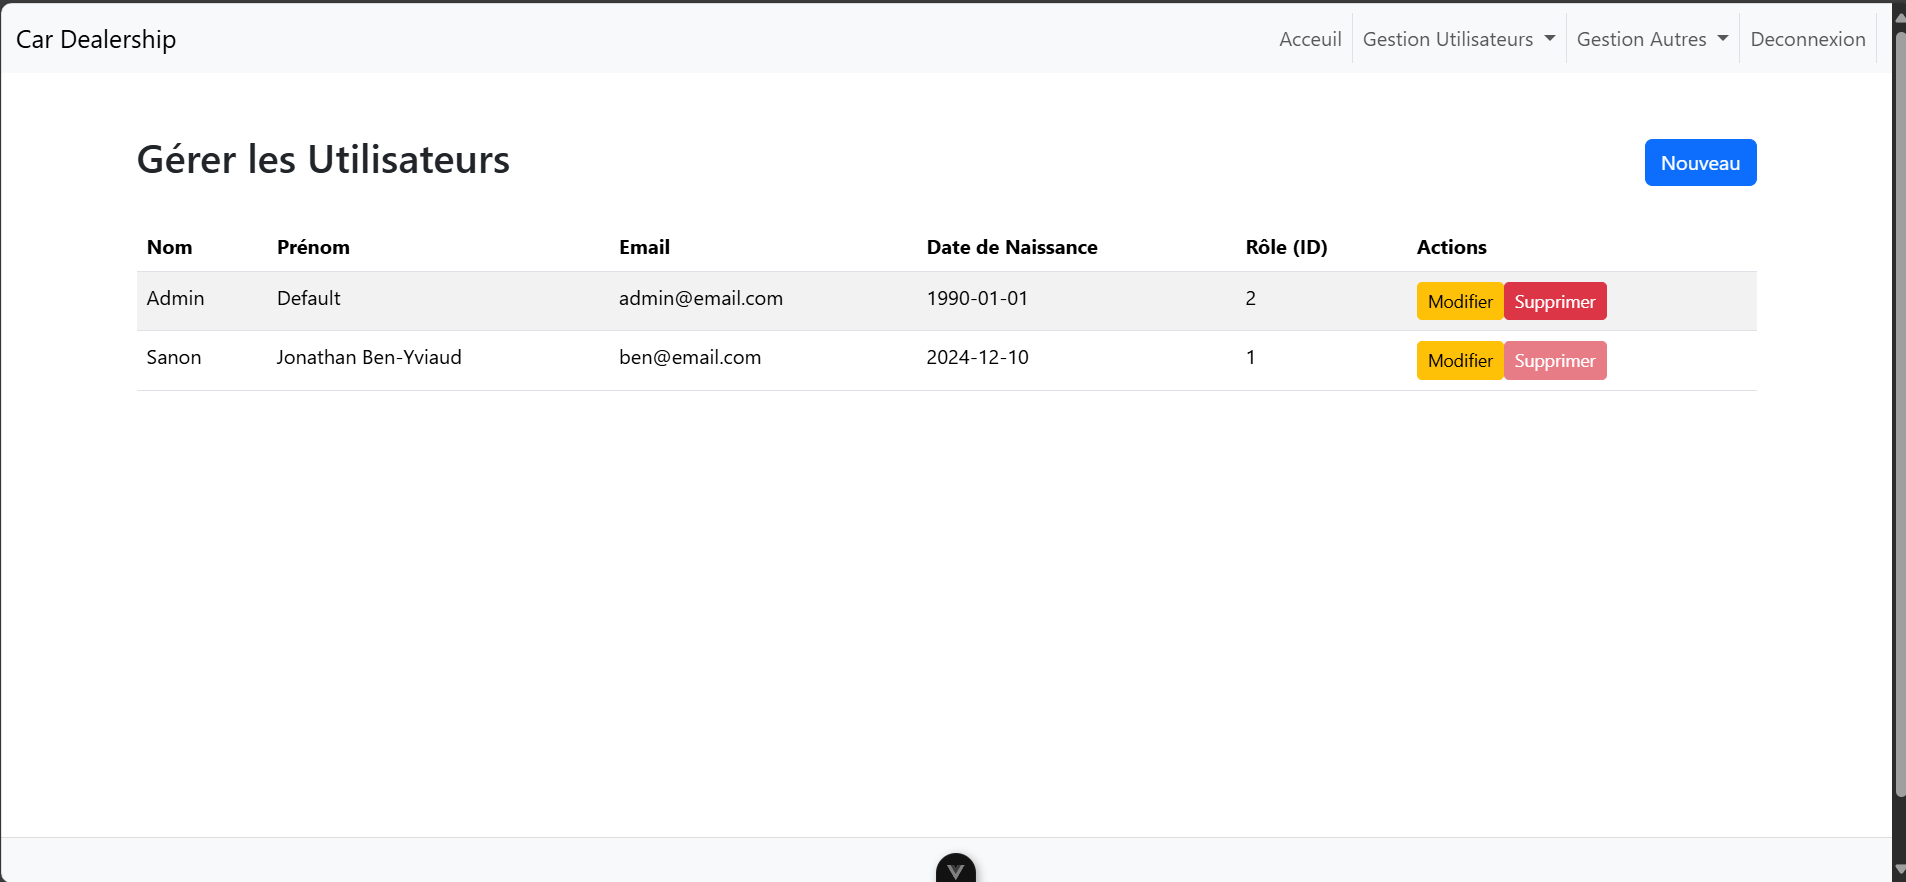 Car Dealership
Acceuil Gestion Utilisateurs Gestion Autres Deconnexion
Gérer les Utilisateurs
Nouveau
Nom Prénom Email Date de Naissance Rôle (ID) Actions
Admin Default admin@email.com 1990-01-01 2 Modifier Supprimer
Sanon Jonathan Ben-Yviaud ben@email.com 2024-12-10 1 Modifier Supprimer